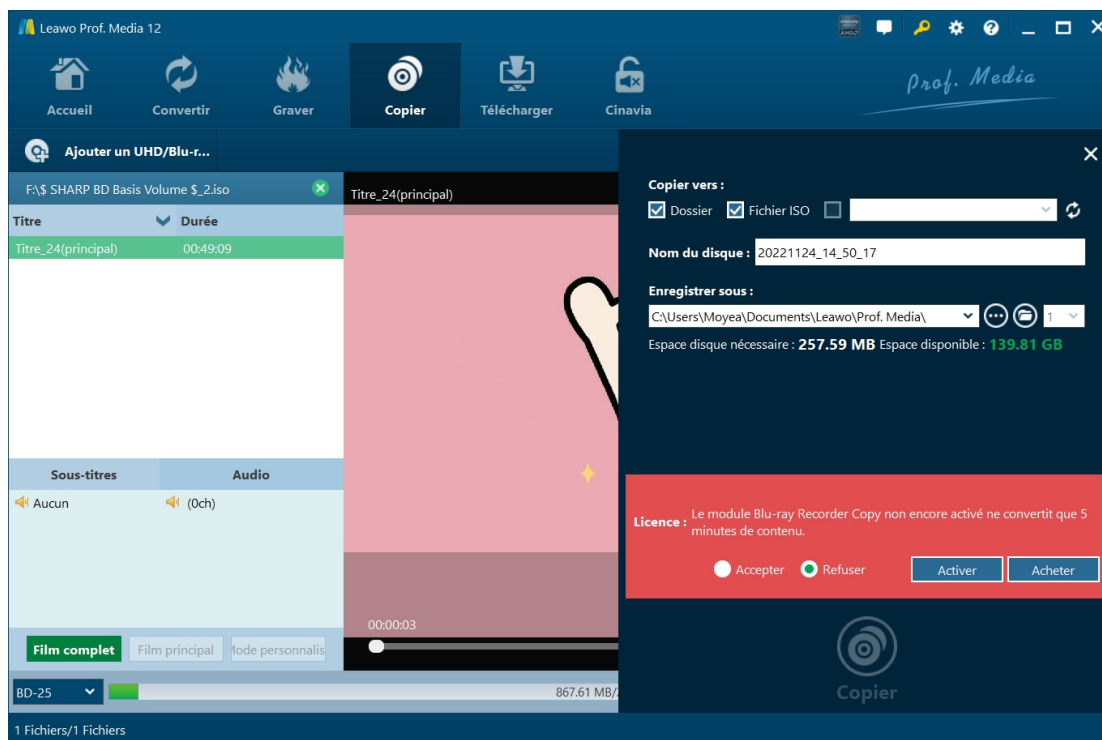 Leawo Prof. Media 12
Accueil
Convertir
Graver
Copier
Télécharger
Cinavia
Prof. Media
Ajouter un UHD/Blu-r...
F:\$ SHARP BD Basis Volume $_2.iso
Titre_24(principal)
Titre
Durée
Titre_24(principal)
00:49:09
Copier vers :
Dossier
Fichier ISO
Nom du disque :
20221124_14_50_17
Enregistrer sous :
C:\Users\Moyea\Documents\Leawo\Prof. Media\
1
Espace disque nécessaire : 257.59 MB Espace disponible : 139.81 GB
Sous-titres
Audio
Aucun
(0ch)
Licence :
Le module Blu-ray Recorder Copy non encore activé ne convertit que 5
minutes de contenu.
Accepter
Refuser
Activer
Acheter
00:00:03
Film complet
Film principal
Mode personnalis
BD-25
867.61 MB/
Copier
1 Fichiers/1 Fichiers